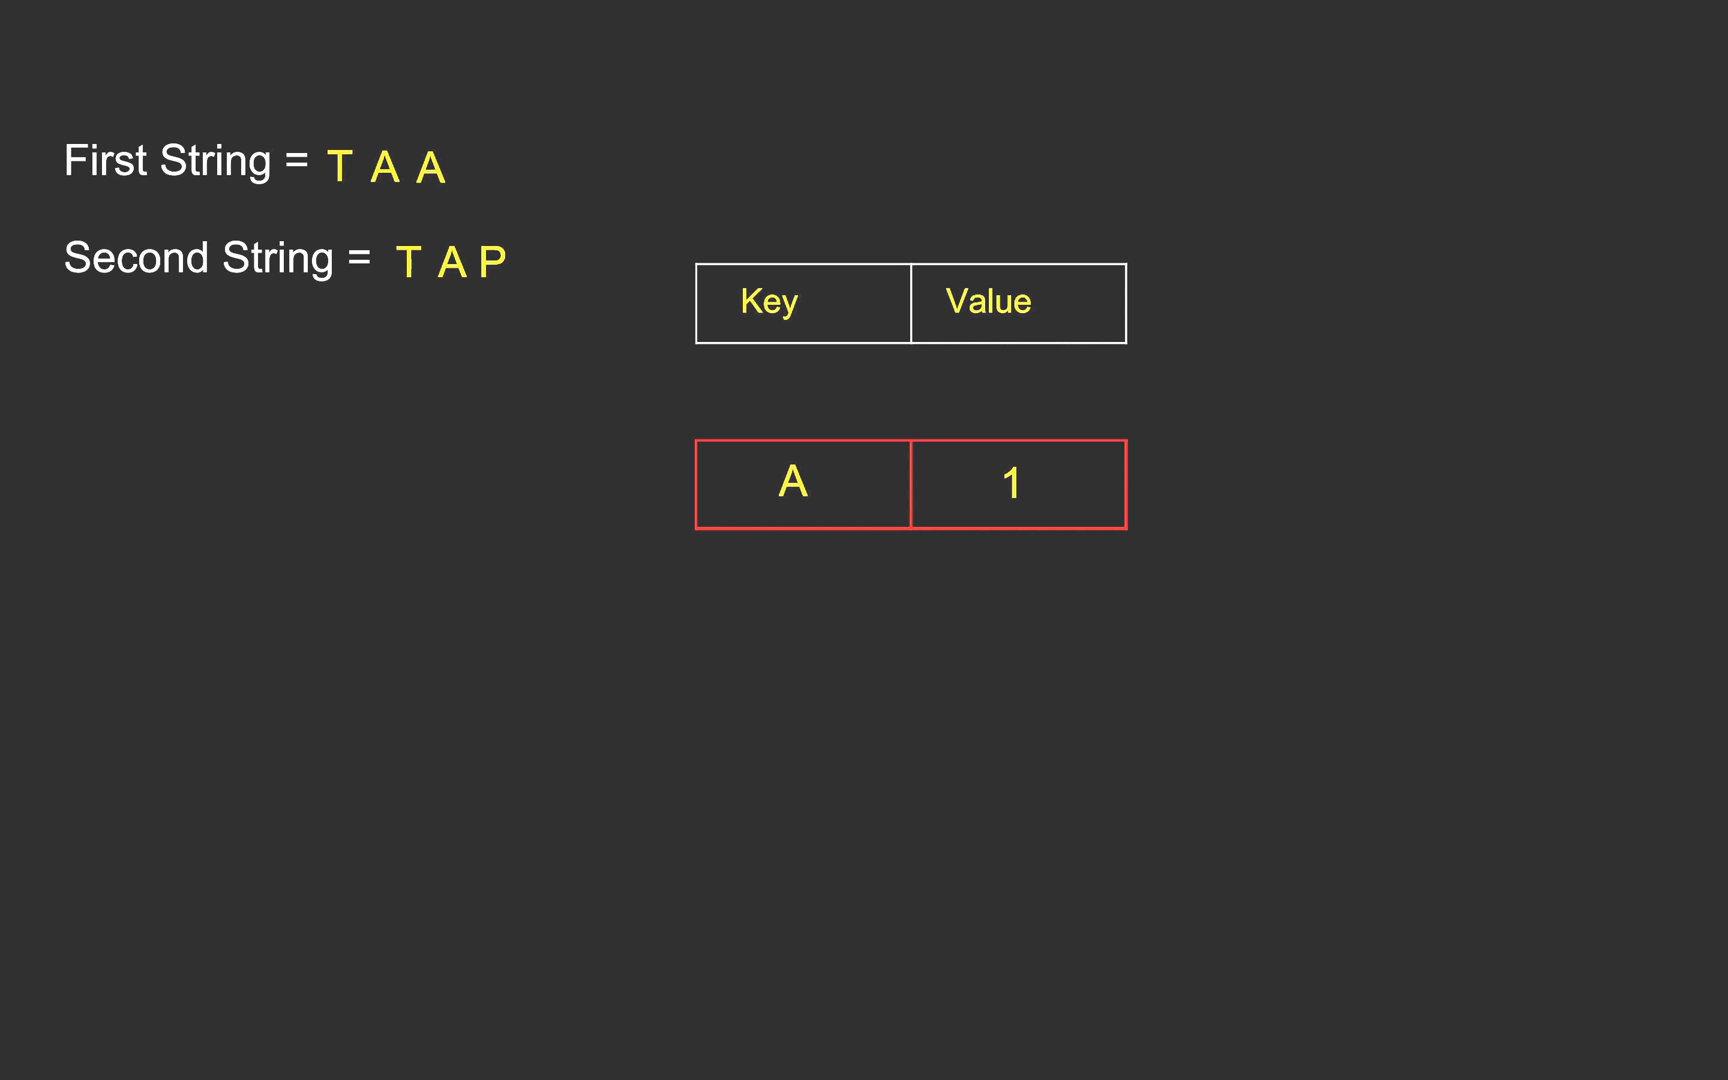 First String = T A A
Second String = T A P
Key Value
A 1